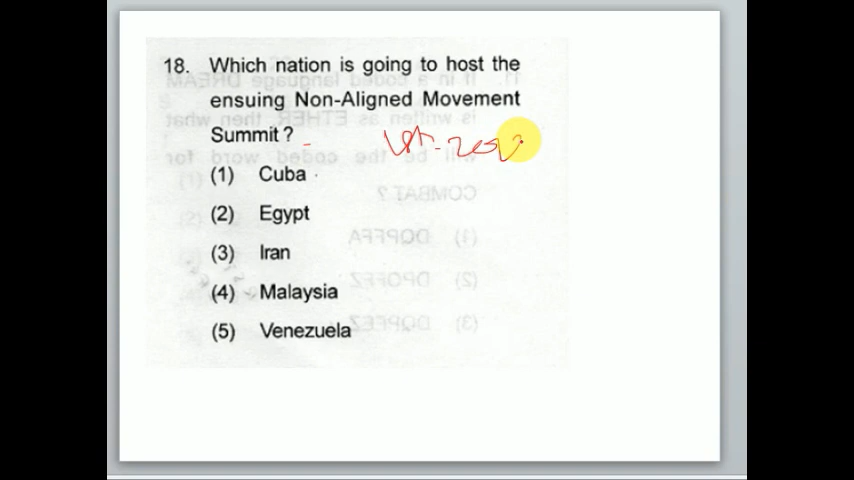 18. Which nation is going to host the
ensuing Non-Aligned Movement
Summit ?
(1) Cuba
(2) Egypt
(3) Iran
(4) Malaysia
(5) Venezuela